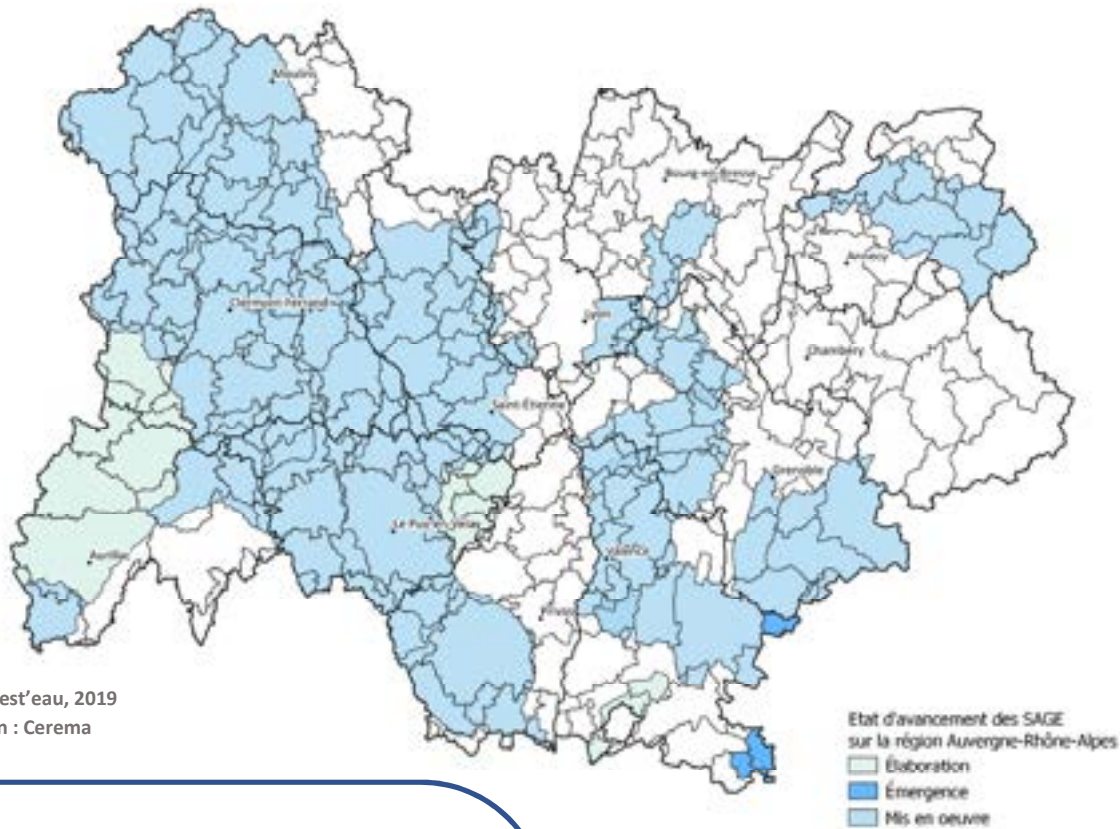 Moulins
Bourg-en-Bresse
Annecy
Clermont-Ferrand
Lyon
Chambéry
Saint-Étienne
Grenoble
Le Puy-en-Velay
Aurillac
Valence
Privas
est'eau, 2019
n : Cerema
Etat d'avancement des SAGE
sur la région Auvergne-Rhône-Alpes
Élaboration
Émergence
Mis en oeuvre